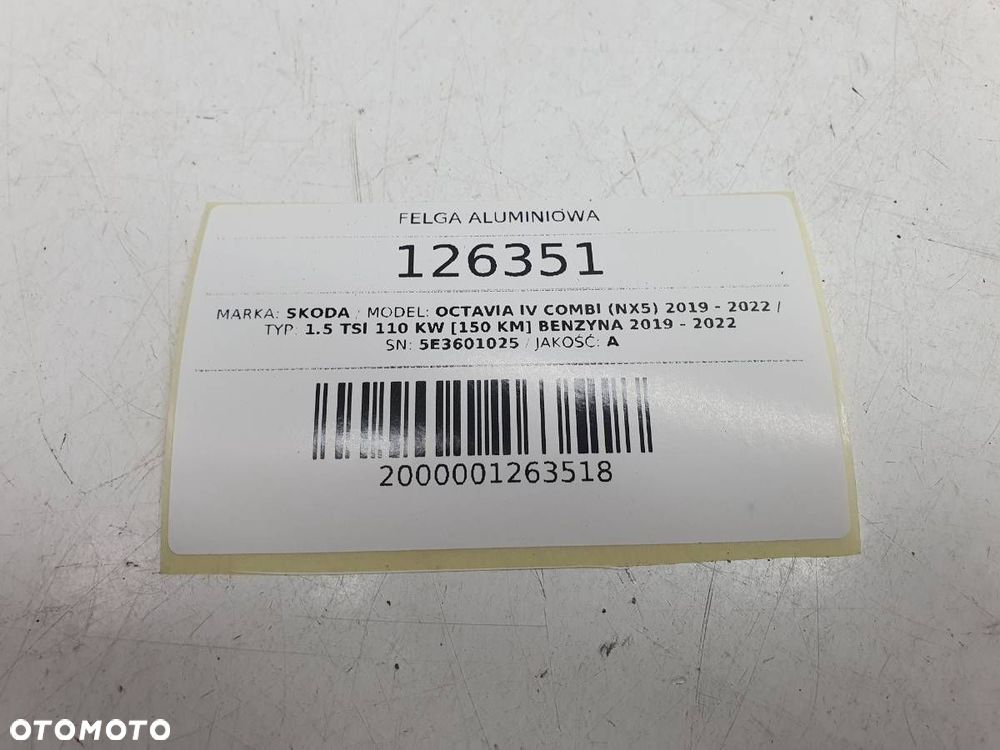 FELGA ALUMINIOWA
126351
MARKA: SKODA / MODEL: OCTAVIA IV COMBI (NX5) 2019 - 2022 /
TYP: 1.5 TSI 110 KW [150 KM] BENZYNA 2019 - 2022
SN: 5E3601025 / JAKOŚĆ: A
2000001263518
OTOMOTO